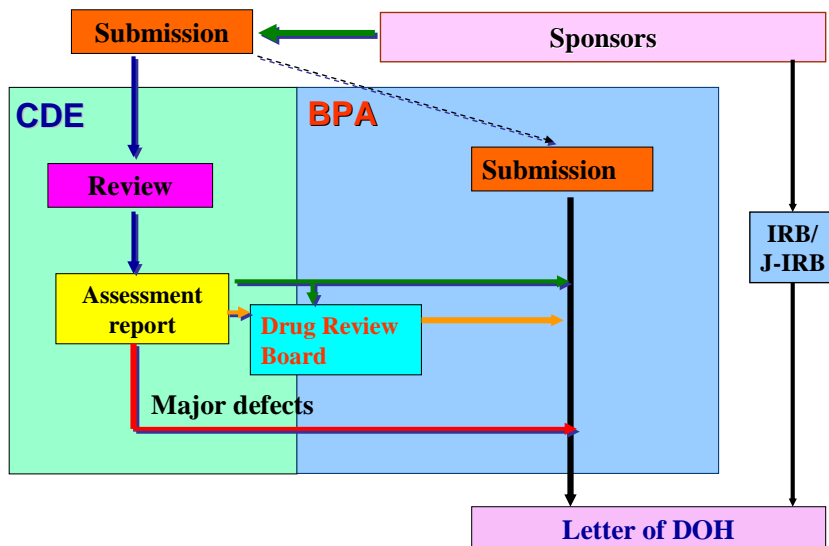 Submission
Sponsors
CDE
BPA
Review
Submission
IRB/
J-IRB
Assessment
report
Drug Review
Board
Major defects
Letter of DOH